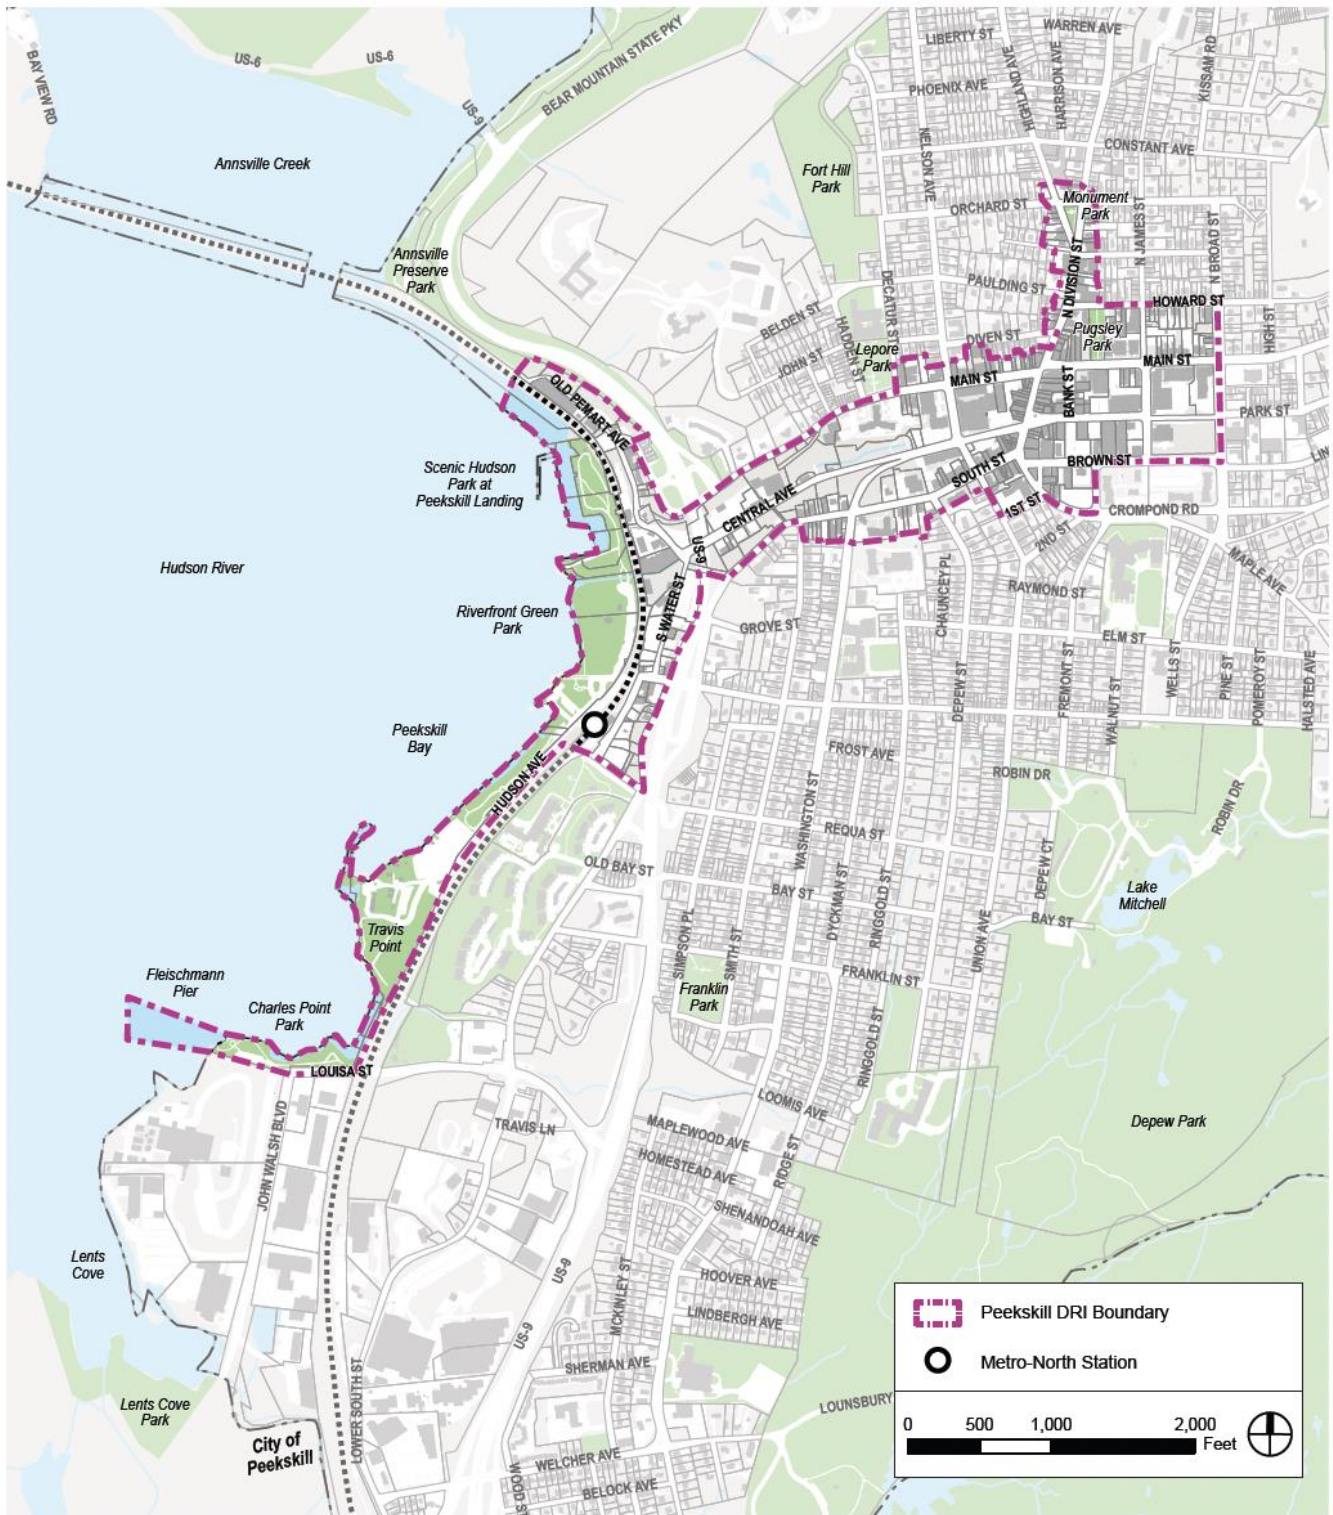 WARREN AVE
LIBERTY ST
BEAR MOUNTAIN STATE PKY
US-6
US-6
BAY VIEW RD
KISSAM RD
HIGHLAND AVE
HARRISON AVE
PHOENIX AVE
US-9
NELSON AVE
CONSTANT AVE
Annsville Creek
Fort Hill
Park
ORCHARD ST
Monument
Park
N JAMES ST
N BROAD ST
Annsville
Preserve
Park
N DIVISION ST
PAULDING ST
DECATUR ST
HOWARD ST
BELDEN ST
HADDEN ST
DIVEN ST
Pugsley
Park
HIGH ST
JOHN ST
Lepore
Park
MAIN ST
MAIN ST
OLD PEMART AVE
BANK ST
PARK ST
Scenic Hudson
Park at
Peekskill Landing
SOUTH ST
BROWN ST
CENTRAL AVE
1ST ST
CROMPOND RD
2ND ST
US-9
Hudson River
MAPLE AVE
CHAUNCEY PL
RAYMOND ST
S WATER ST
Riverfront Green
Park
GROVE ST
ELM ST
WELLS ST
PINE ST
POMEROY ST
HALSTED AVE
DEPEW ST
FREMONT ST
WALNUT ST
Peekskill
Bay
FROST AVE
ROBIN DR
ROBIN DR
HUDSON AVE
WASHINGTON ST
REQUA ST
OLD BAY ST
BAY ST
DYCKMAN ST
RINGGOLD ST
DEPEW CT
Lake
Mitchell
BAY ST
UNION AVE
Travis
Point
SIMPSON PL
SMITH ST
FRANKLIN ST
Fleischmann
Pier
Franklin
Park
Charles Point
Park
RINGGOLD ST
LOUISA ST
LOOMIS AVE
Depew Park
JOHN WALSH BLVD
TRAVIS LN
MAPLEWOOD AVE
HOMESTEAD AVE
RIDGE ST
SHENANDOAH AVE
Lents
Cove
US-9
HOOVER AVE
MCKINLEY ST
LINDBERGH AVE
US-9
SHERMAN AVE
LOWER SOUTH ST
Lents Cove
Park
LOUNSBURY
City of
Peekskill
WELCHER AVE
BELOCK AVE
Peekskill DRI Boundary
Metro-North Station
0 500 1,000 2,000
Feet